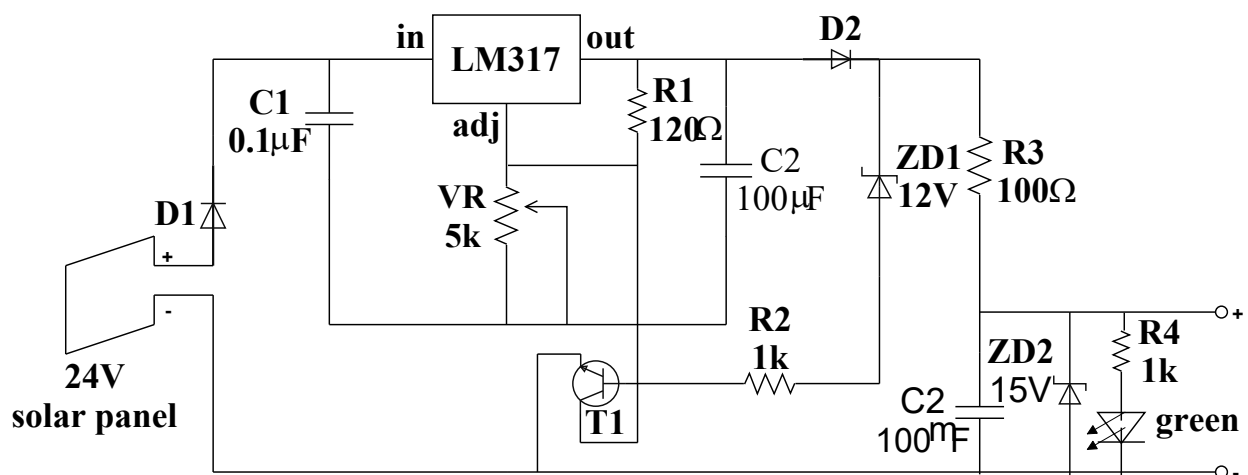 in
LM317
out
adj
D2
C1
0.1μF
R1
120Ω
C2
100μF
ZD1
12V
R3
100Ω
D1
VR
5k
+
-
24V
solar panel
R2
1k
T1
ZD2
15V
R4
1k
C2
100mF
green
+
-